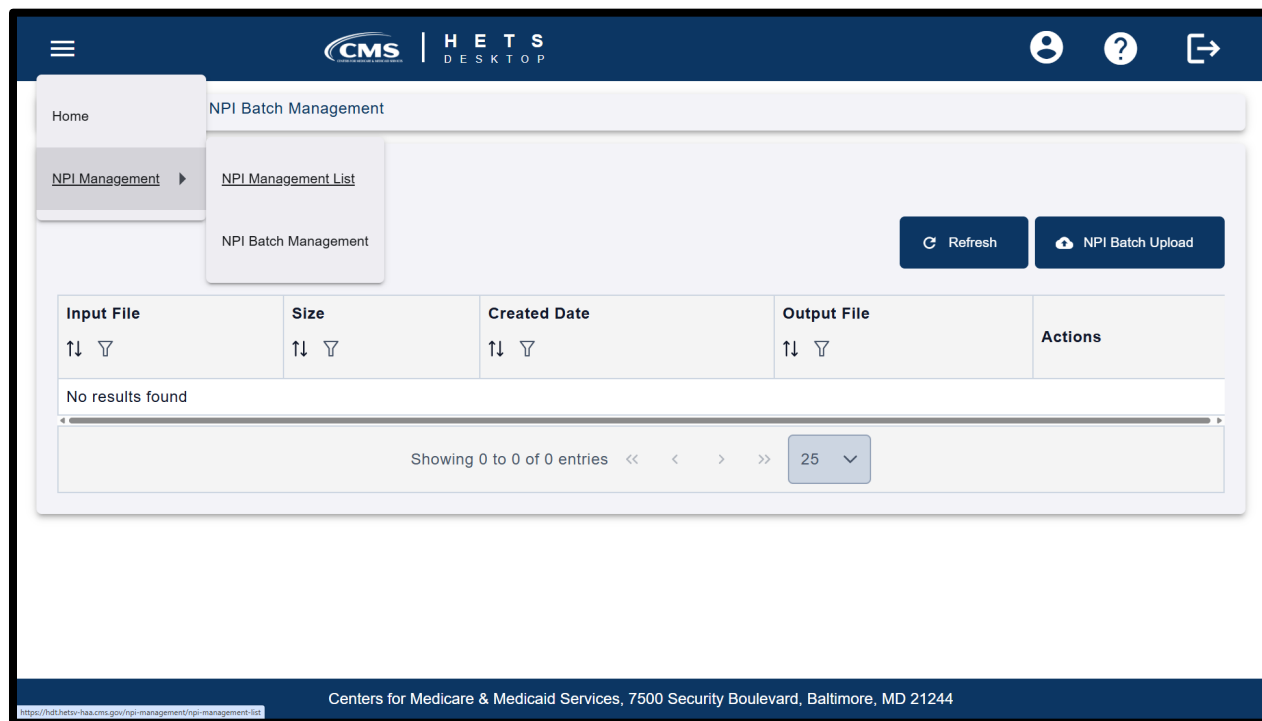 CMS
H E T S
DESKTOP
Home
NPI Batch Management
NPI Management
NPI Management List
NPI Batch Management
Refresh
NPI Batch Upload
Input File
Size
Created Date
Output File
Actions
No results found
Showing 0 to 0 of 0 entries
25
Centers for Medicare & Medicaid Services, 7500 Security Boulevard, Baltimore, MD 21244
https://hdt.hetsv-haa.cms.gov/npi-management/npi-management-list